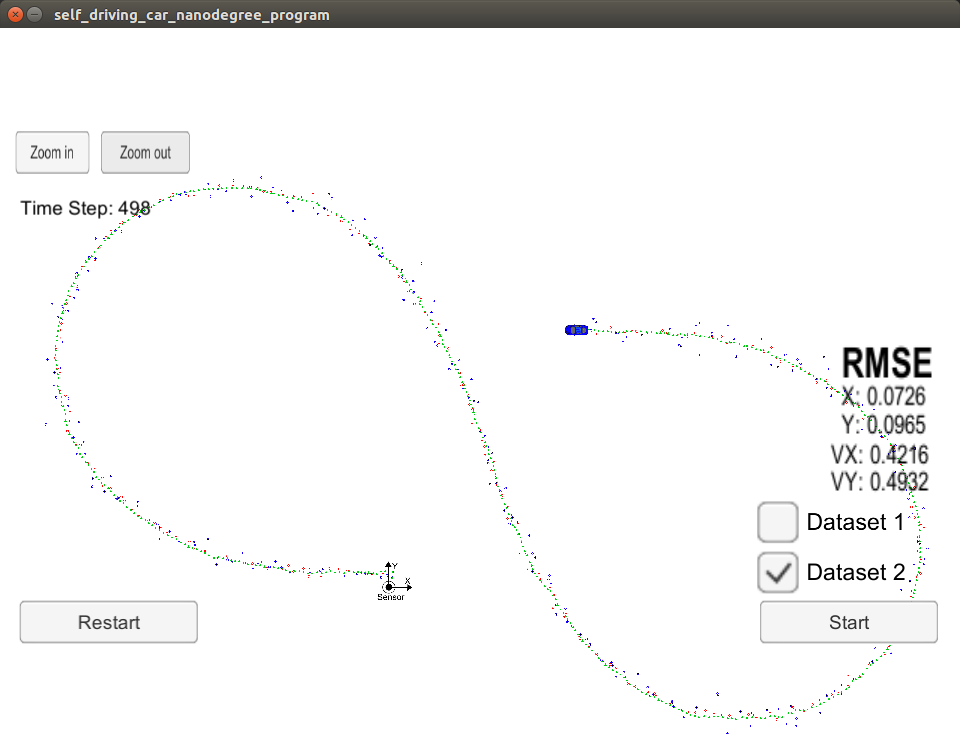 self_driving_car_nanodegree_program
Zoom in
Zoom out
Time Step: 498
RMSE
X: 0.0726
Y: 0.0965
VX: 0.4216
VY: 0.4932
Dataset 1
Dataset 2
Y
X
Sensor
Restart
Start